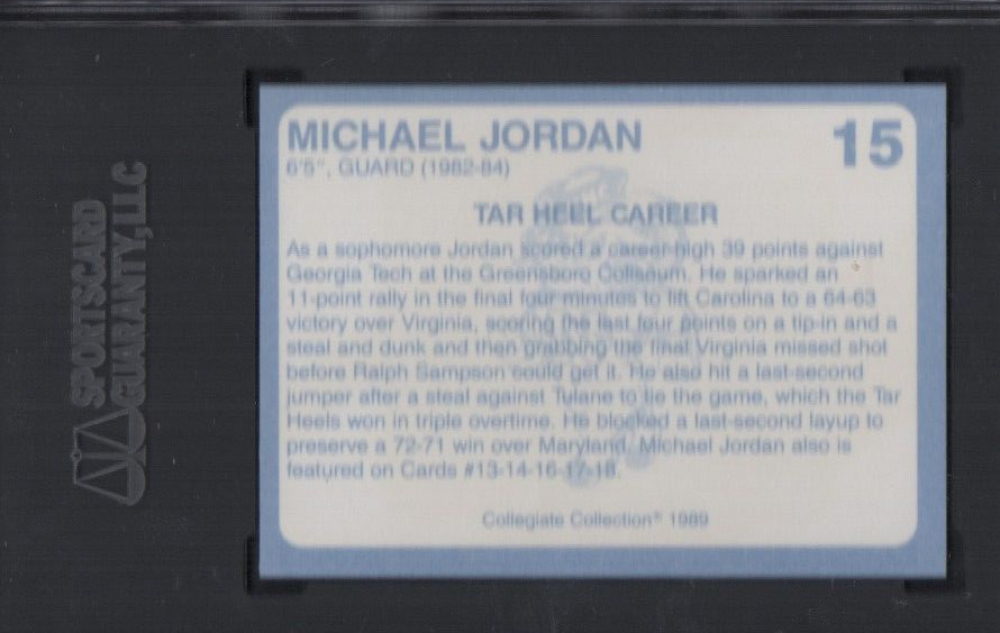 MICHAEL JORDAN
15
6'5", GUARD (1982-84)
TAR HEEL CAREER
As a sophomore Jordan scored a career-high 39 points against
Georgia Tech at the Greensboro Coliseum. He sparked an
11-point rally in the final four minutes to lift Carolina to a 64-63
victory over Virginia, scoring the last four points on a tip-in and a
steal and dunk and then grabbing the final Virginia missed shot
before Ralph Sampson could get it. He also hit a last-second
jumper after a steal against Tulane to tie the game, which the Tar
Heels won in triple overtime. He blocked a last-second layup to
preserve a 72-71 win over Maryland. Michael Jordan also is
featured on Cards #13-14-16-17-18.
Collegiate Collection® 1989
SPORTSCARD
GUARANTY,LLC